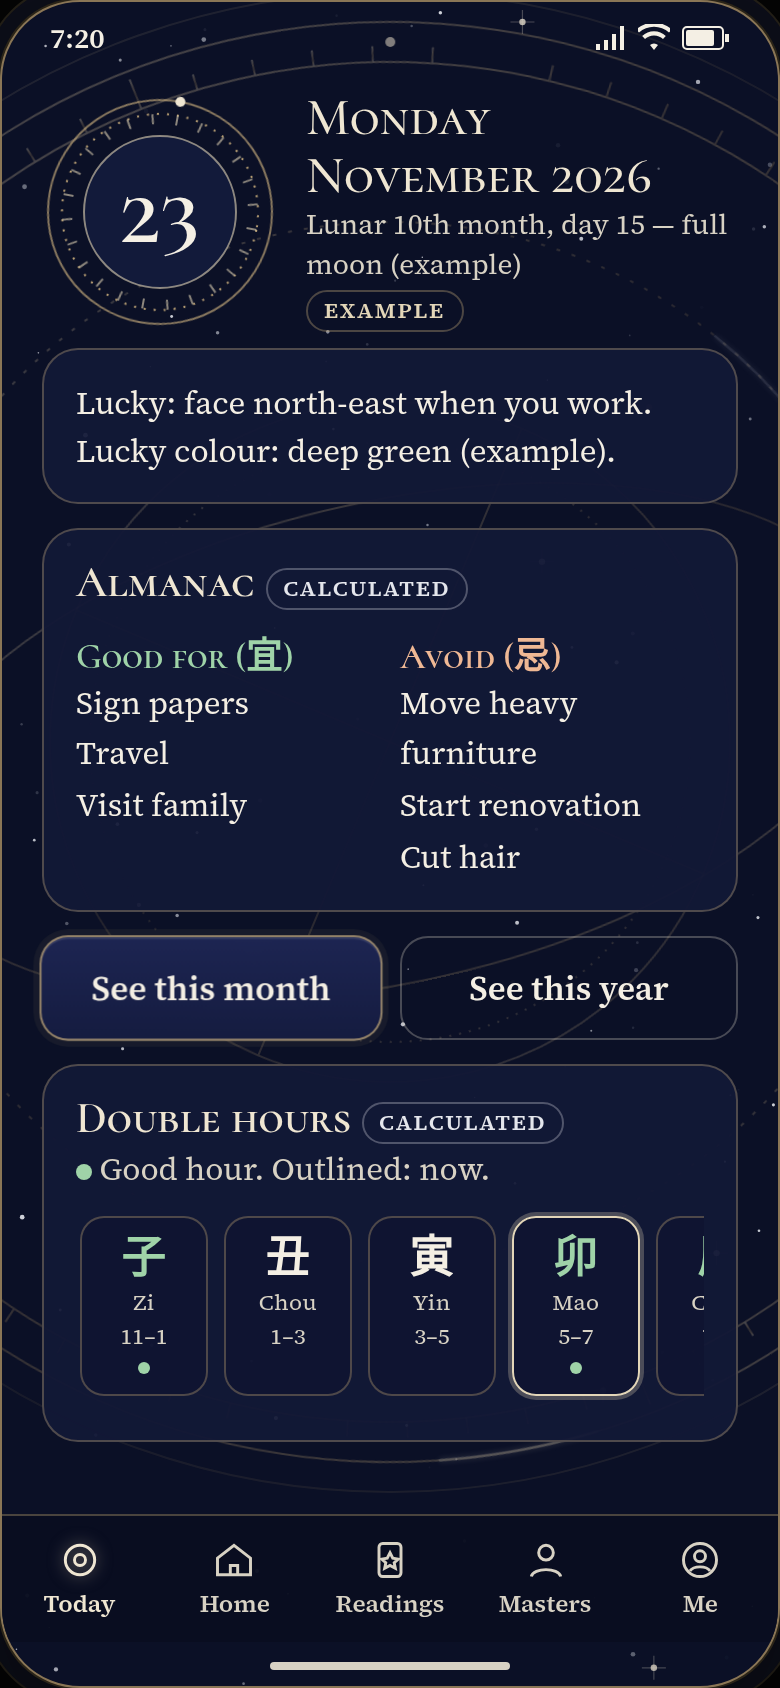 7:20
23
Monday
November 2026
Lunar 10th month, day 15 — full
moon (example)
EXAMPLE
Lucky: face north-east when you work.
Lucky colour: deep green (example).
Almanac CALCULATED
Good for (宜)
Sign papers
Travel
Visit family
Avoid (忌)
Move heavy
furniture
Start renovation
Cut hair
See this month
See this year
Double hours CALCULATED
Good hour. Outlined: now.
子 丑 寅 卯
Zi Chou Yin Mao
11–1 1–3 3–5 5–7
Today Home Readings Masters Me